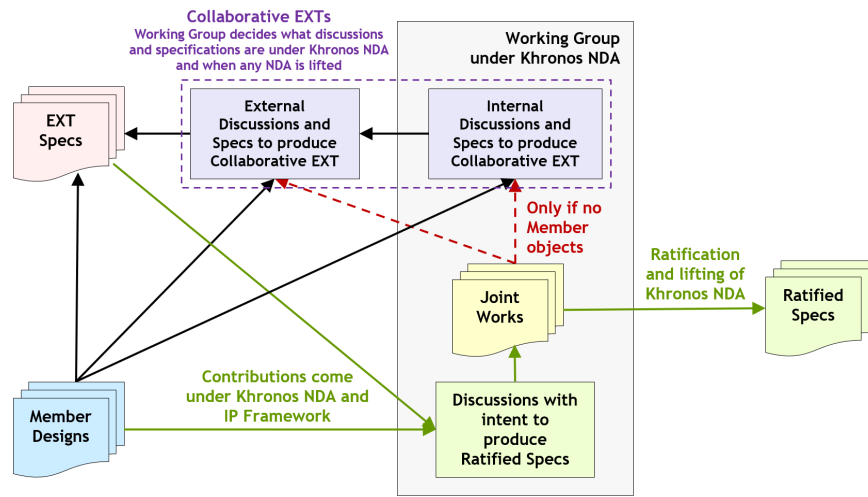 Collaborative EXTs
Working Group decides what discussions
and specifications are under Khronos NDA
and when any NDA is lifted
Working Group
under Khronos NDA
EXT
Specs
External
Discussions and
Specs to produce
Collaborative EXT
Internal
Discussions and
Specs to produce
Collaborative EXT
Only if no
Member
objects
Ratification
and lifting of
Khronos NDA
Joint
Works
Ratified
Specs
Contributions come
under Khronos NDA and
IP Framework
Member
Designs
Discussions with
intent to
produce
Ratified Specs